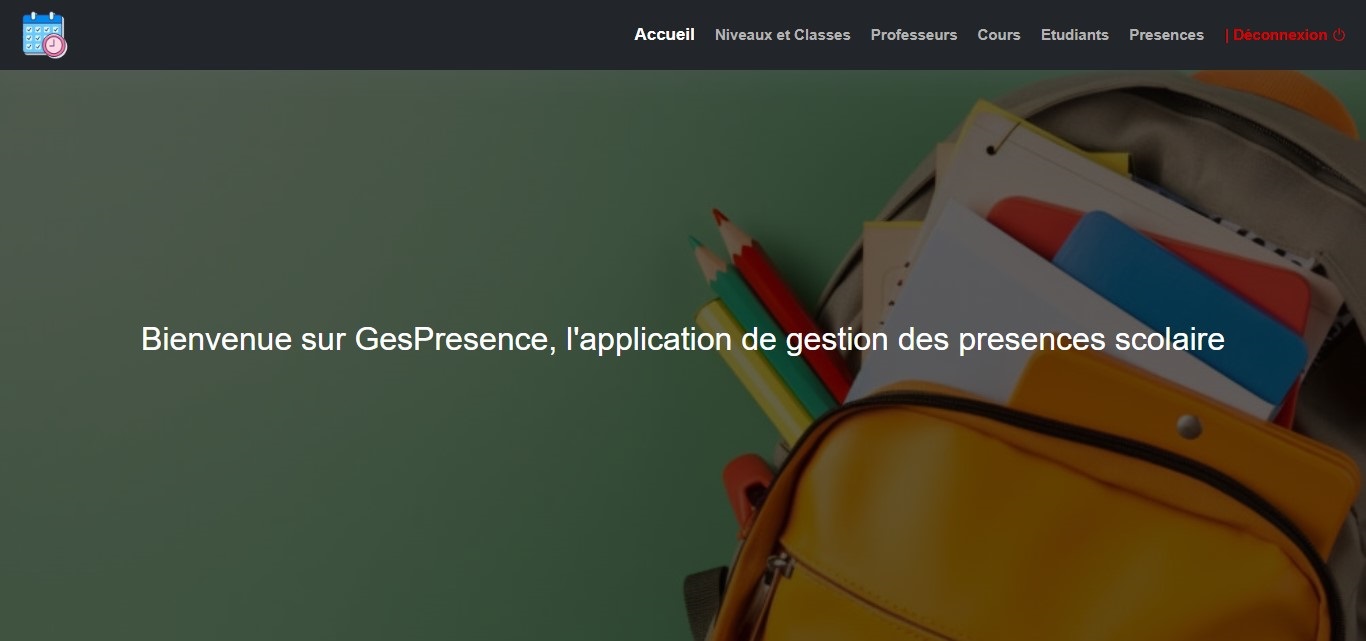 Accueil Niveaux et Classes Professeurs Cours Etudiants Presences | Déconnexion
Bienvenue sur GesPresence, l'application de gestion des presences scolaire